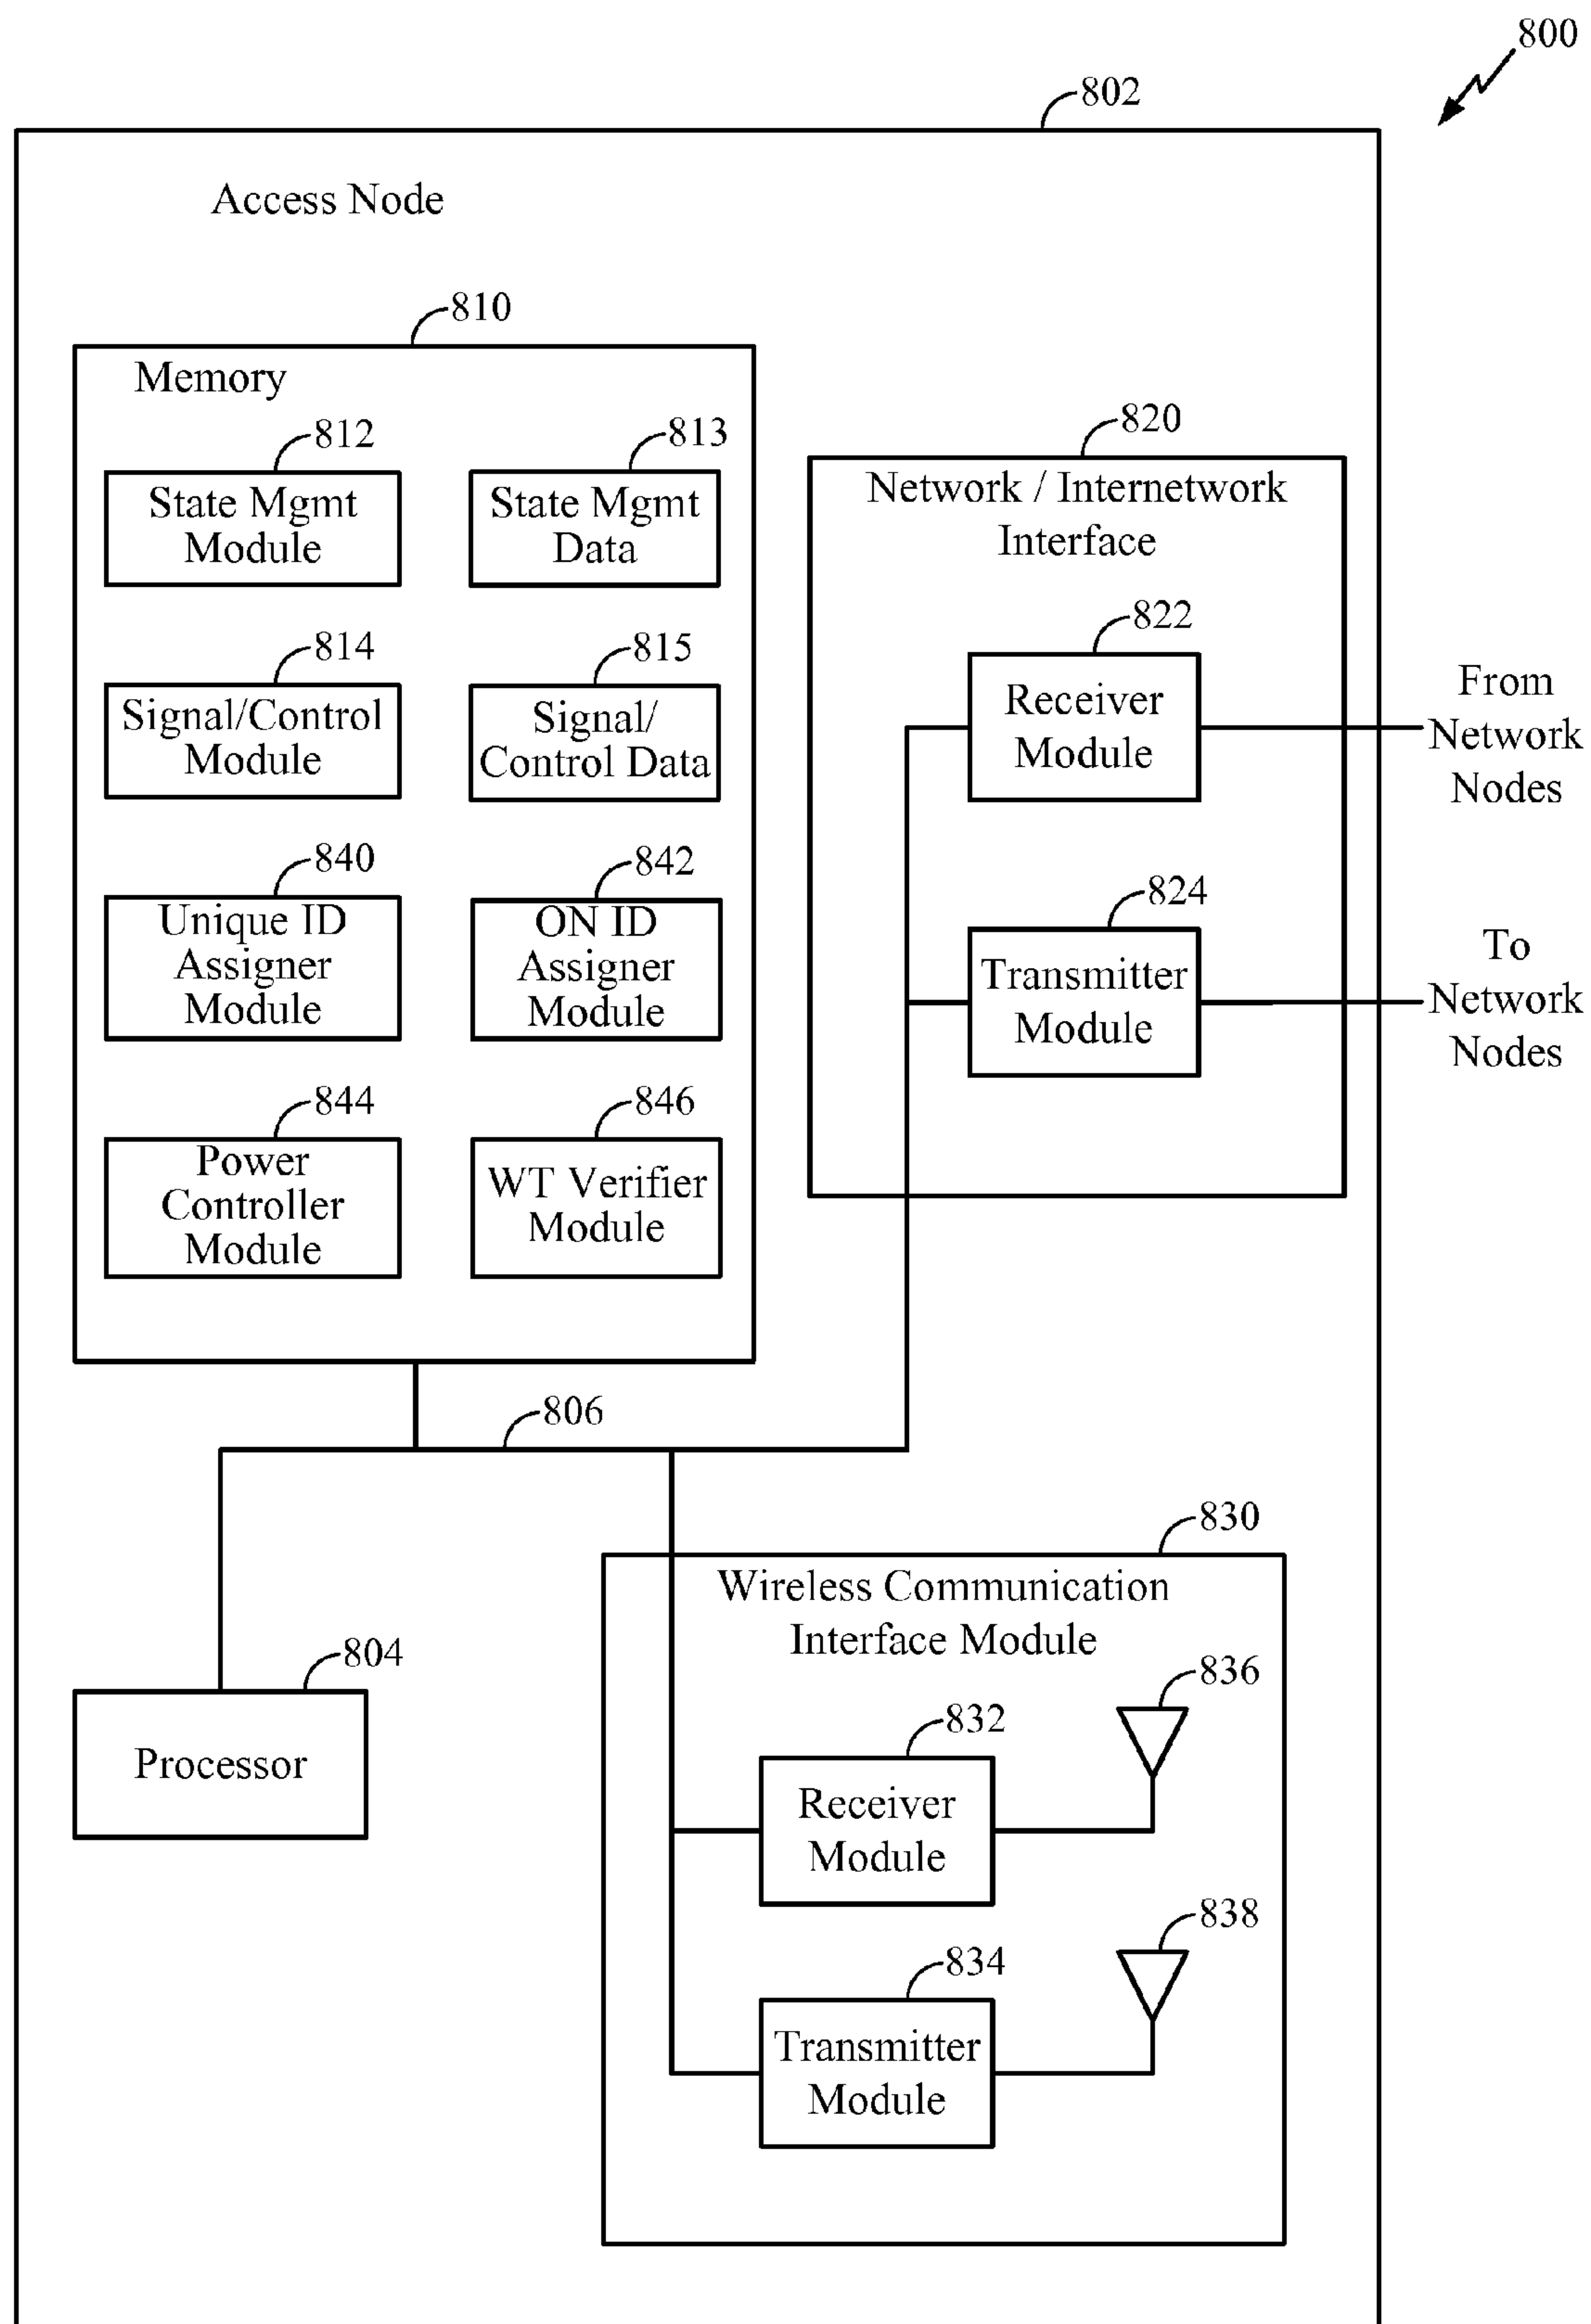 800
802
Access Node
810
Memory
812
State Mgmt
Module
813
State Mgmt
Data
814
Signal/Control
Module
815
Signal/
Control Data
840
Unique ID
Assigner
Module
842
ON ID
Assigner
Module
844
Power
Controller
Module
846
WT Verifier
Module
820
Network / Internetwork
Interface
822
Receiver
Module
From
Network
Nodes
824
Transmitter
Module
To
Network
Nodes
806
804
Processor
830
Wireless Communication
Interface Module
832
Receiver
Module
836
834
Transmitter
Module
838